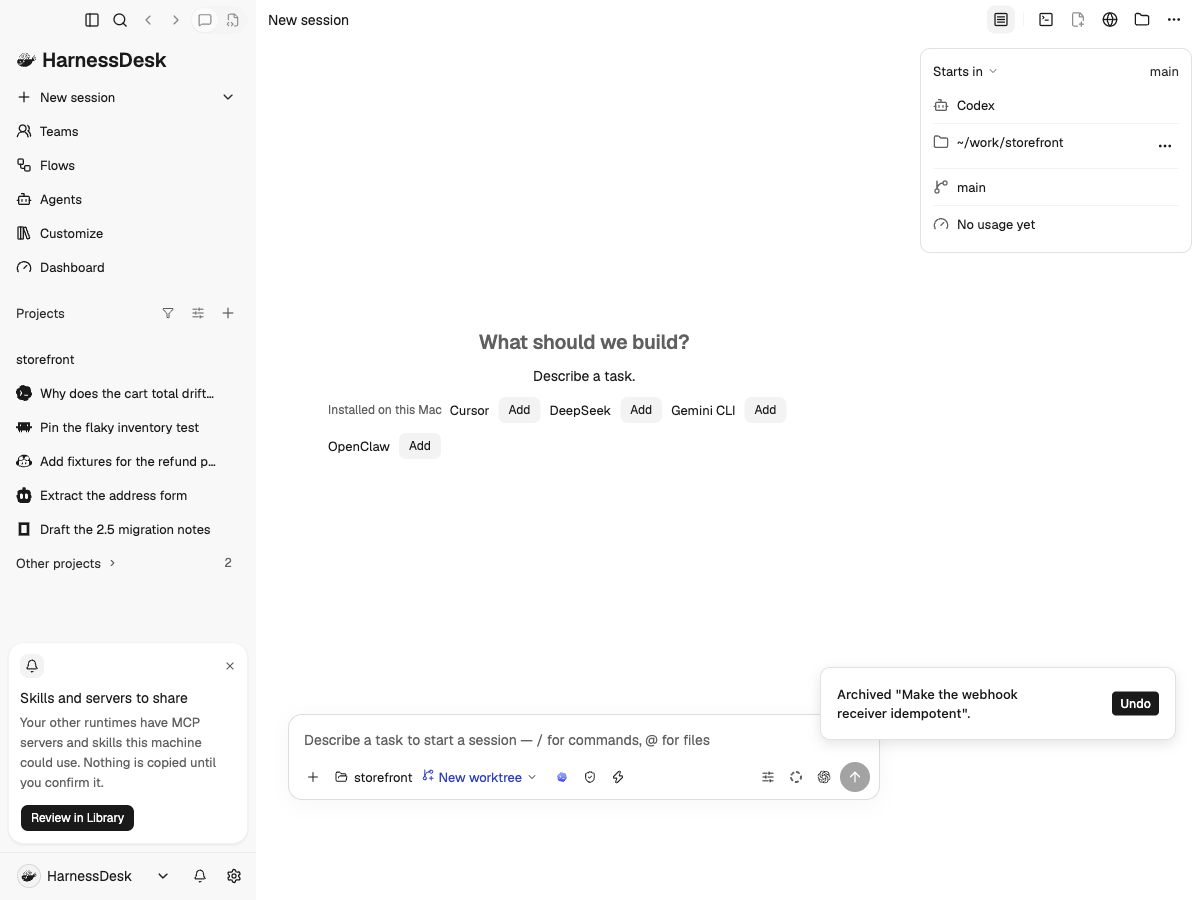 New session
HarnessDesk
New session
Teams
Flows
Agents
Customize
Dashboard
Projects
storefront
Why does the cart total drift…
Pin the flaky inventory test
Add fixtures for the refund p…
Extract the address form
Draft the 2.5 migration notes
Other projects 2
Skills and servers to share
Your other runtimes have MCP
servers and skills this machine
could use. Nothing is copied until
you confirm it.
Review in Library
HarnessDesk
Starts in main
Codex
~/work/storefront
main
No usage yet
What should we build?
Describe a task.
Installed on this Mac Cursor Add DeepSeek Add Gemini CLI Add
OpenClaw Add
Archived "Make the webhook
receiver idempotent".
Undo
Describe a task to start a session — / for commands, @ for files
storefront New worktree